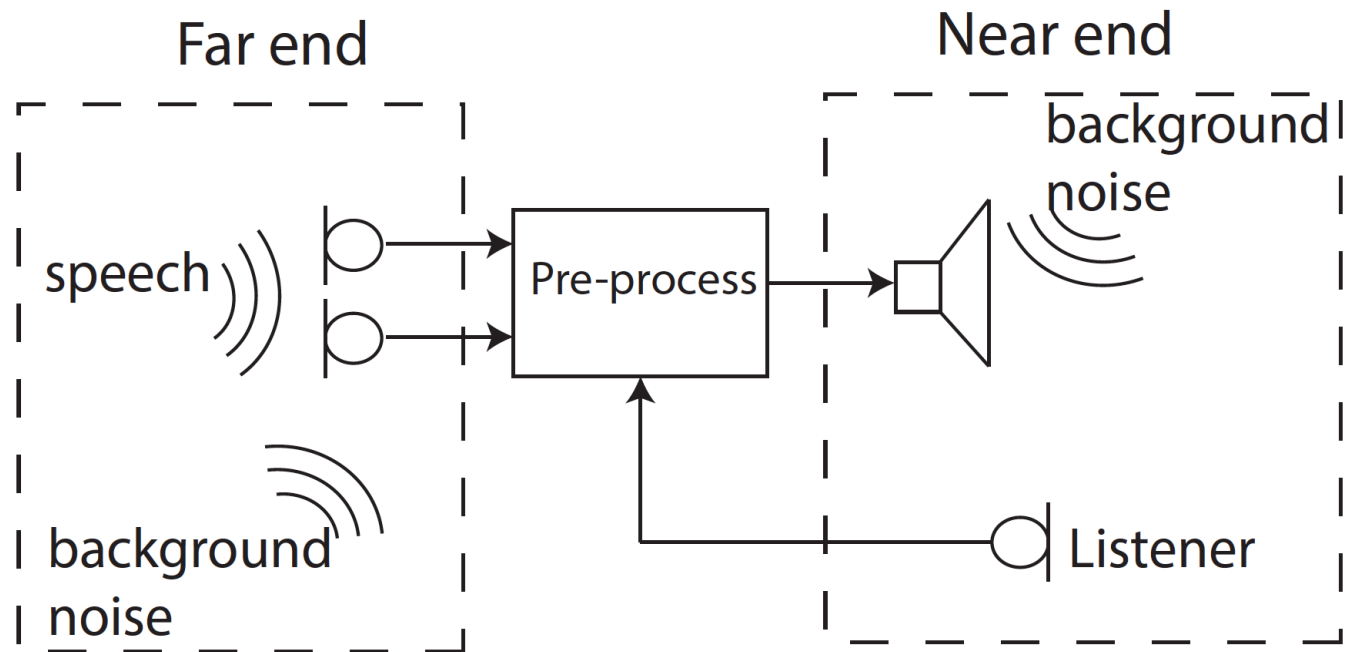 Far end
Near end
speech
background
noise
Pre-process
background
noise
Listener